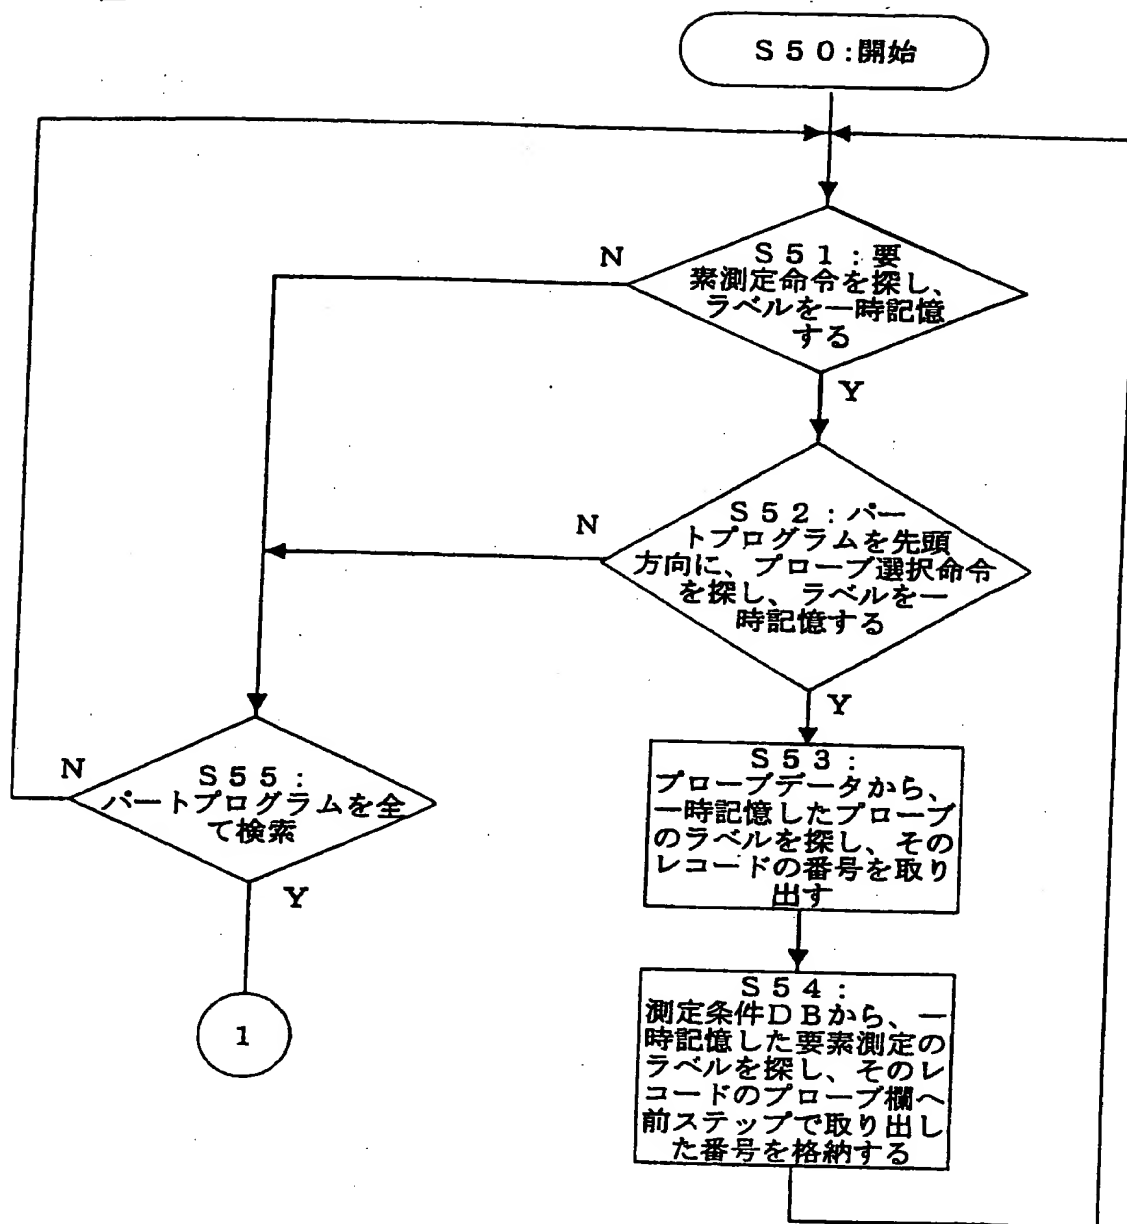 S50:開始
N
S51:要
素測定命令を探し、
ラベルを一時記憶
する
Y
N
S52:パー
トプログラムを先頭
方向に、プローブ選択命令
を探し、ラベルを一
時記憶する
Y
S53:
プローブデータから、
一時記憶したプローブ
のラベルを探し、その
レコードの番号を取り
出す
S54:
測定条件DBから、一
時記憶した要素測定の
ラベルを探し、そのレ
コードのプローブ欄へ
前ステップで取り出し
た番号を格納する
N
S55:
パートプログラムを全
て検索
Y
1